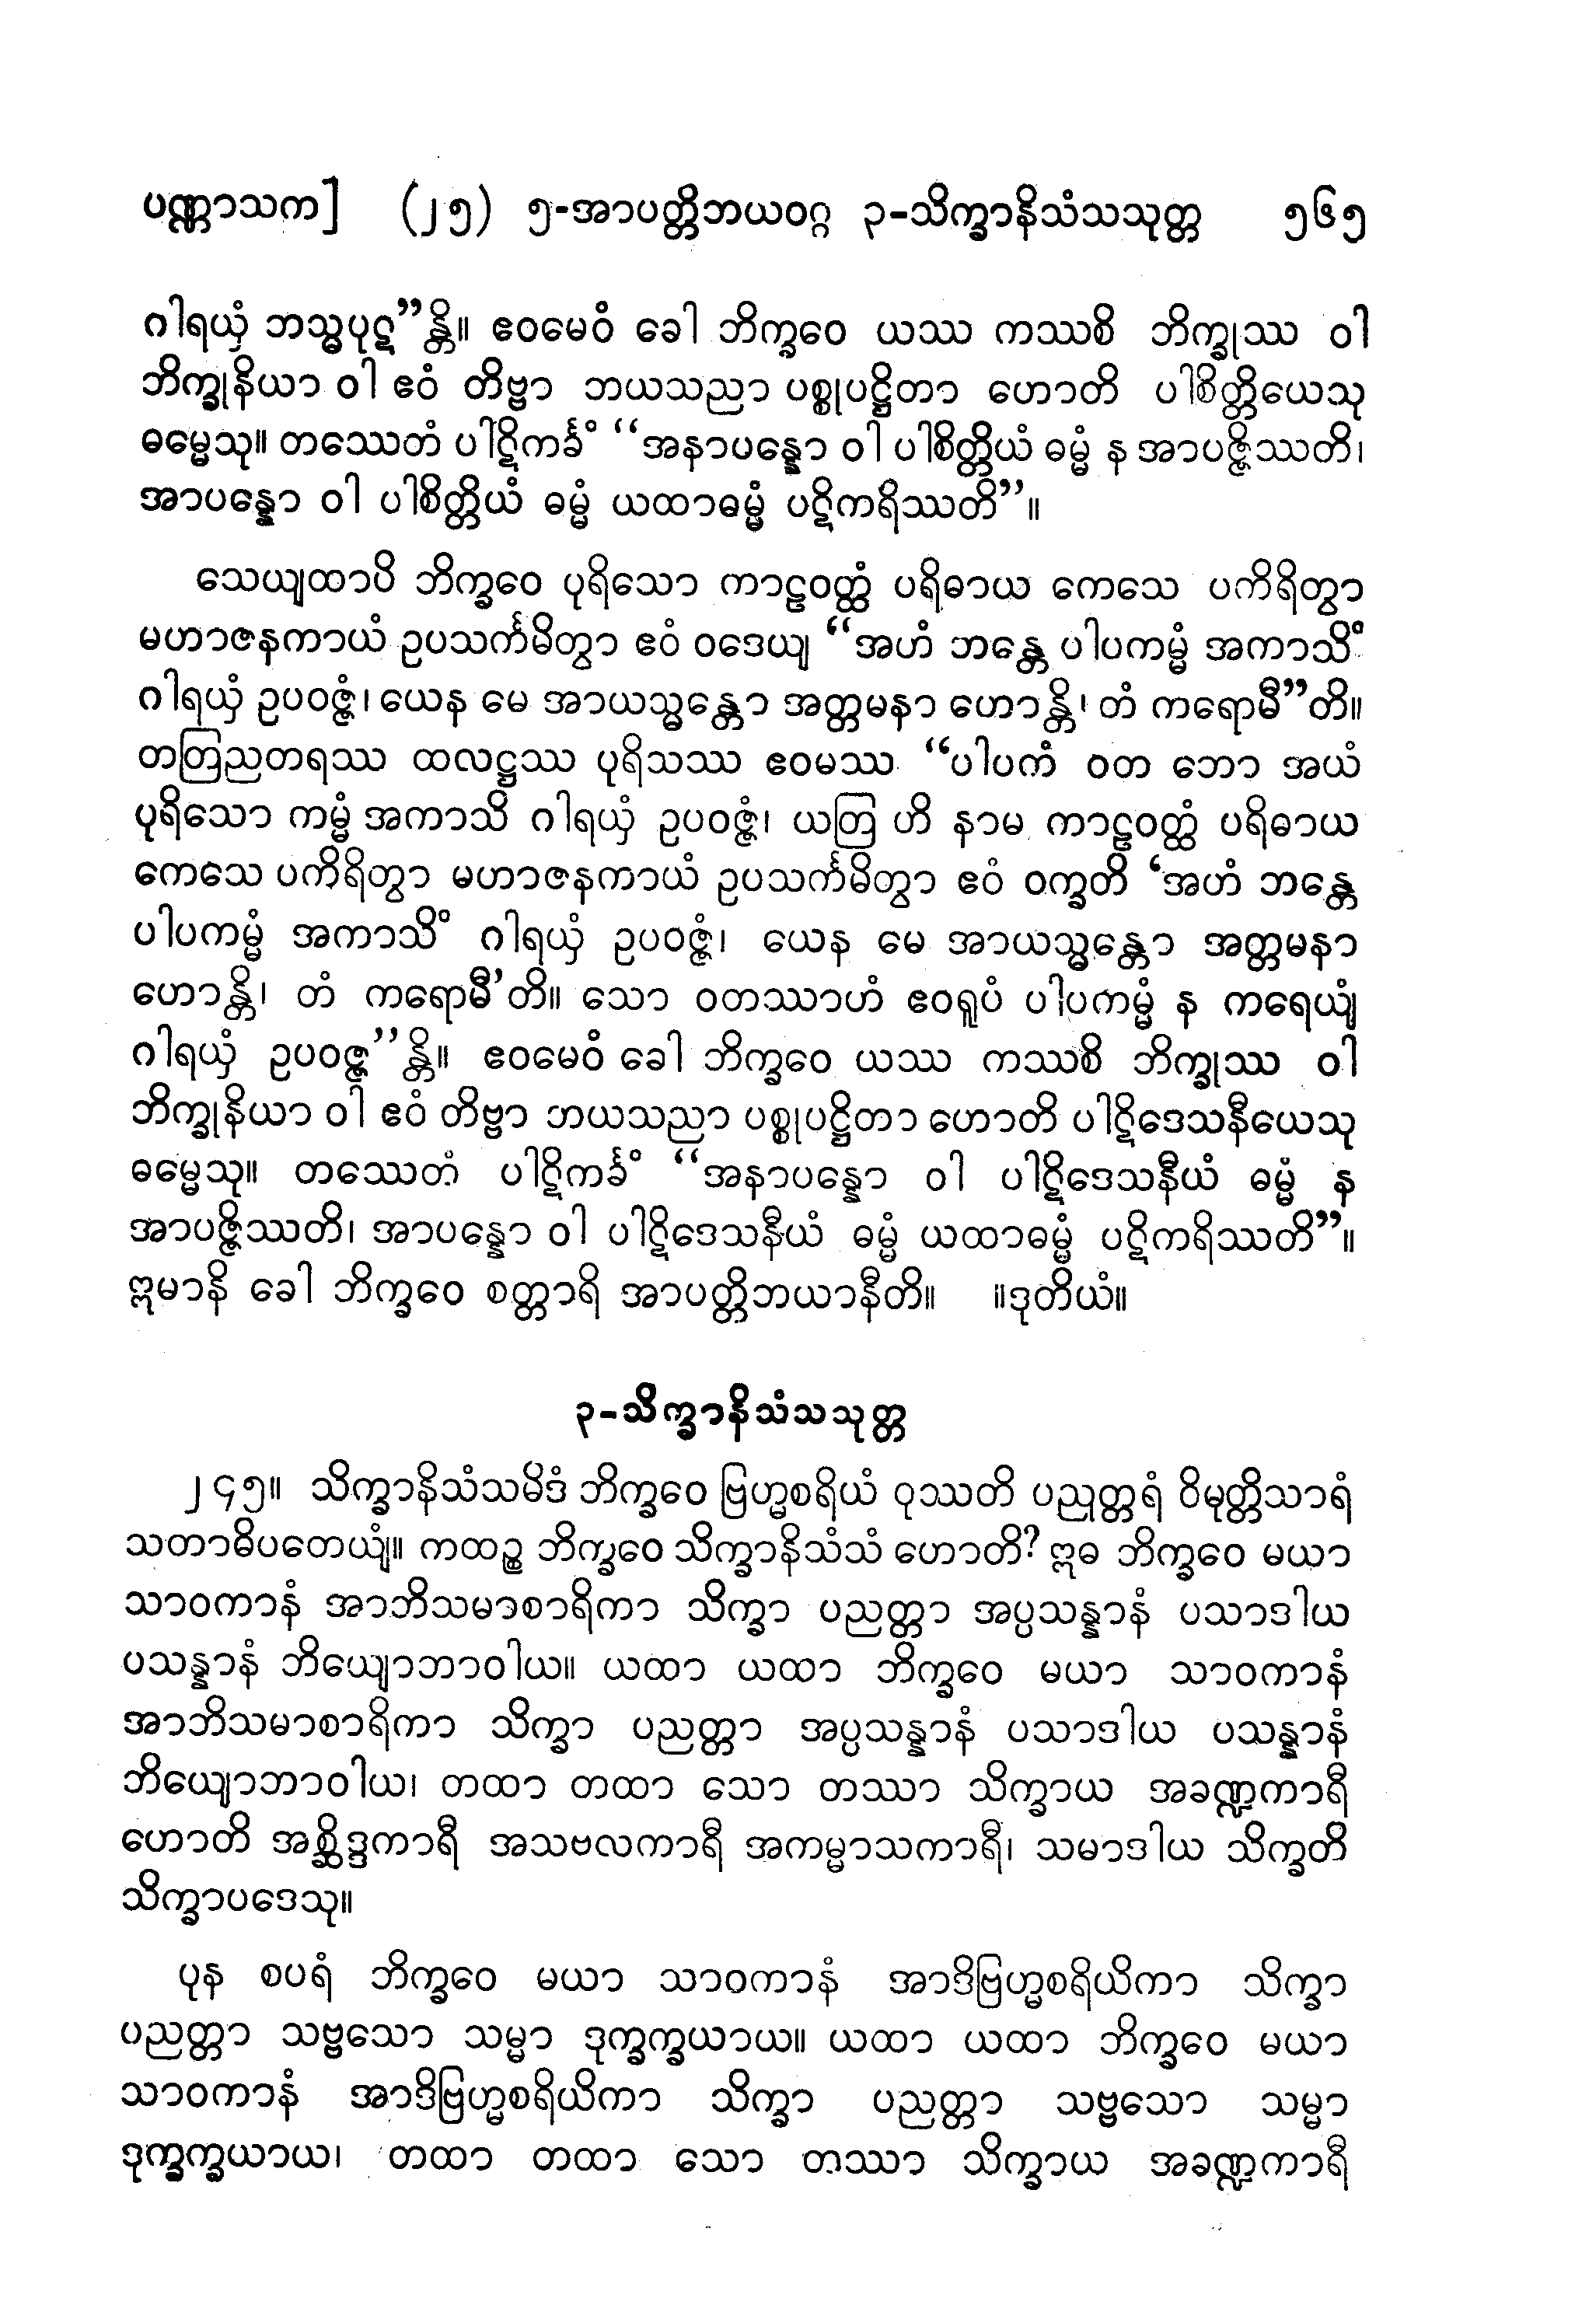 ပဏ္ဏာသက] (၂၅) ၅-အာပတ္တိဘယဝဂ္ဂ ၃-သိက္ခာနိသံသသုတ္တ ၅၆၅
ဂါရယှံ ဘသ္မပုဋ”န္တိ။ ဧဝမေဝံ ခေါ ဘိက္ခဝေ ယဿ ကဿစိ ဘိက္ခုဿ ဝါ
ဘိက္ခုနိယာ ဝါ ဧဝံ တိဗ္ဗာ ဘယသညာ ပစ္စုပဋ္ဌိတာ ဟောတိ ပါစိတ္တိယေသု
ဓမ္မေသု။ တဿေတံ ပါဋိကင်္ခံ “အနာပန္နော ဝါ ပါစိတ္တိယံ ဓမ္မံ န အာပဇ္ဇိဿတိ၊
အာပန္နော ဝါ ပါစိတ္တိယံ ဓမ္မံ ယထာဓမ္မံ ပဋိကရိဿတိ”။
သေယျထာပိ ဘိက္ခဝေ ပုရိသော ကာဠဝတ္ထံ ပရိဓာယ ကေသေ ပကိရိတွာ
မဟာဇနကာယံ ဥပသင်္ကမိတွာ ဧဝံ ဝဒေယျ “အဟံ ဘန္တေ ပါပကမ္မံ အကာသိံ
ဂါရယှံ ဥပဝဇ္ဇံ၊ ယေန မေ အာယသ္မန္တော အတ္တမနာ ဟောန္တိ၊ တံ ကရောမီ”တိ။
တတြညတရဿ ထလဋ္ဌဿ ပုရိသဿ ဧဝမဿ “ပါပကံ ဝတ ဘော အယံ
ပုရိသော ကမ္မံ အကာသိ ဂါရယှံ ဥပဝဇ္ဇံ၊ ယတြ ဟိ နာမ ကာဠဝတ္ထံ ပရိဓာယ
ကေသေ ပကိရိတွာ မဟာဇနကာယံ ဥပသင်္ကမိတွာ ဧဝံ ဝက္ခတိ ‘အဟံ ဘန္တေ
ပါပကမ္မံ အကာသိံ ဂါရယှံ ဥပဝဇ္ဇံ၊ ယေန မေ အာယသ္မန္တော အတ္တမနာ
ဟောန္တိ၊ တံ ကရောမီ’တိ။ သော ဝတဿာဟံ ဧဝရူပံ ပါပကမ္မံ န ကရေယျံ
ဂါရယှံ ဥပဝဇ္ဇ”န္တိ။ ဧဝမေဝံ ခေါ ဘိက္ခဝေ ယဿ ကဿစိ ဘိက္ခုဿ ဝါ
ဘိက္ခုနိယာ ဝါ ဧဝံ တိဗ္ဗာ ဘယသညာ ပစ္စုပဋ္ဌိတာ ဟောတိ ပါဋိဒေသနီယေသု
ဓမ္မေသု။ တဿေတံ ပါဋိကင်္ခံ “အနာပန္နော ဝါ ပါဋိဒေသနီယံ ဓမ္မံ န
အာပဇ္ဇိဿတိ၊ အာပန္နော ဝါ ပါဋိဒေသနီယံ ဓမ္မံ ယထာဓမ္မံ ပဋိကရိဿတိ”။
ဣမာနိ ခေါ ဘိက္ခဝေ စတ္တာရိ အာပတ္တိဘယာနီတိ။ ။ဒုတိယံ။
၃-သိက္ခာနိသံသသုတ္တ
၂၄၅။ သိက္ခာနိသံသမိဒံ ဘိက္ခဝေ ဗြဟ္မစရိယံ ဝုဿတိ ပညုတ္တရံ ဝိမုတ္တိသာရံ
သတာဓိပတေယျံ။ ကထဉ္စ ဘိက္ခဝေ သိက္ခာနိသံသံ ဟောတိ? ဣဓ ဘိက္ခဝေ မယာ
သာဝကာနံ အာဘိသမာစာရိကာ သိက္ခာ ပညတ္တာ အပ္ပသန္နာနံ ပသာဒါယ
ပသန္နာနံ ဘိယျောဘာဝါယ။ ယထာ ယထာ ဘိက္ခဝေ မယာ သာဝကာနံ
အာဘိသမာစာရိကာ သိက္ခာ ပညတ္တာ အပ္ပသန္နာနံ ပသာဒါယ ပသန္နာနံ
ဘိယျောဘာဝါယ၊ တထာ တထာ သော တဿာ သိက္ခာယ အခဏ္ဍကာရီ
ဟောတိ အစ္ဆိဒ္ဒကာရီ အသဗလကာရီ အကမ္မာသကာရီ၊ သမာဒါယ သိက္ခတိ
သိက္ခာပဒေသု။
ပုန စပရံ ဘိက္ခဝေ မယာ သာဝကာနံ အာဒိဗြဟ္မစရိယိကာ သိက္ခာ
ပညတ္တာ သဗ္ဗသော သမ္မာ ဒုက္ခက္ခယာယ။ ယထာ ယထာ ဘိက္ခဝေ မယာ
သာဝကာနံ အာဒိဗြဟ္မစရိယိကာ သိက္ခာ ပညတ္တာ သဗ္ဗသော သမ္မာ
ဒုက္ခက္ခယာယ၊ တထာ တထာ သော တဿာ သိက္ခာယ အခဏ္ဍကာရီ